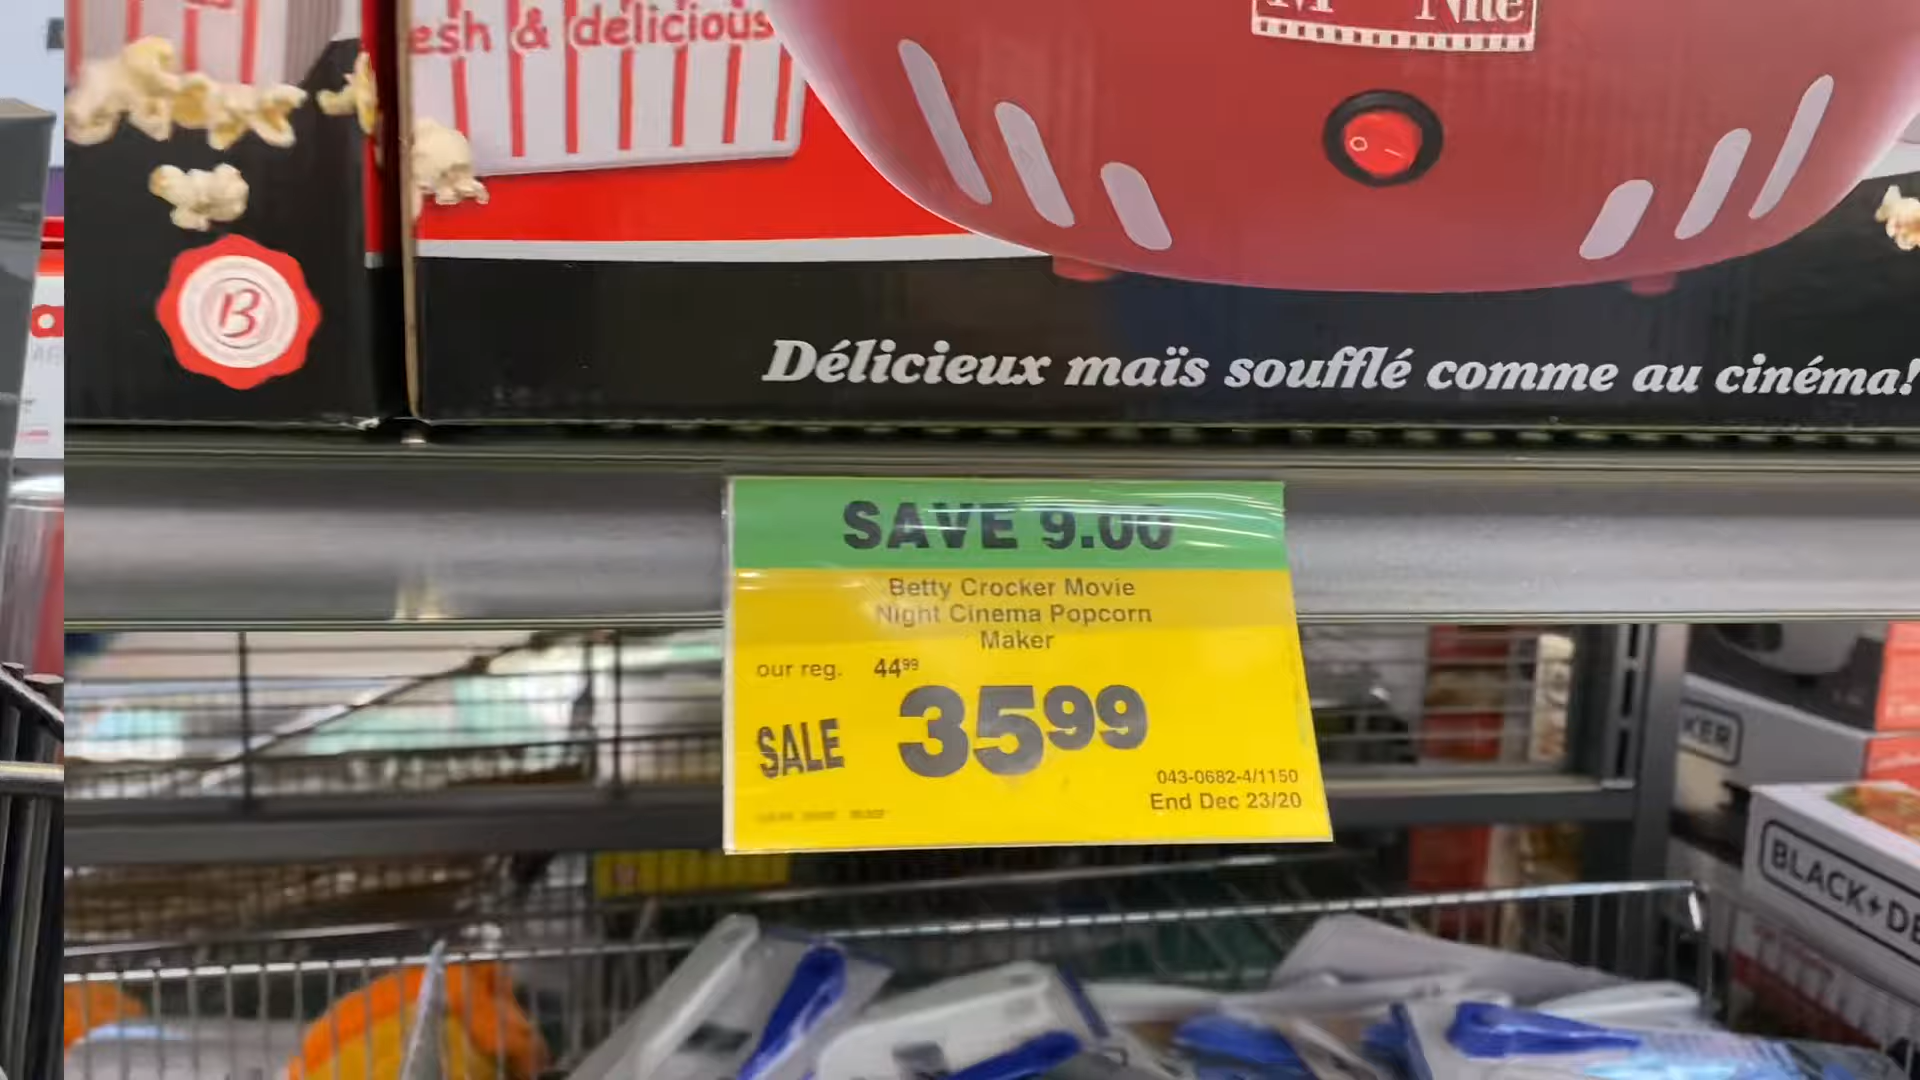 esh & delicious
Nite
B
Délicieux maïs soufflé comme au cinéma!
SAVE 9.00
Betty Crocker Movie
Night Cinema Popcorn
Maker
our reg. 44⁹⁹
SALE 35⁹⁹
043-0682-4/1150
End Dec 23/20
KER
BLACK+DE